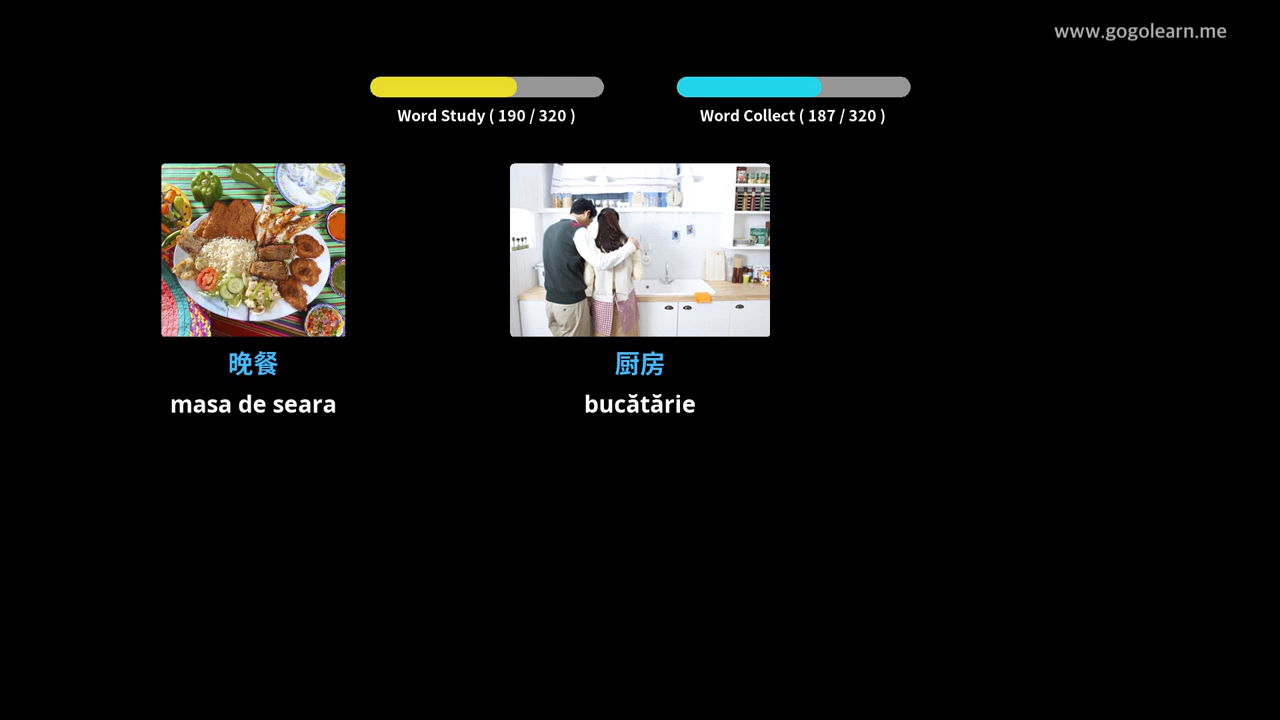 www.gogolearn.me
Word Study ( 190 / 320 )
Word Collect ( 187 / 320 )
晚餐
masa de seara
厨房
bucătărie